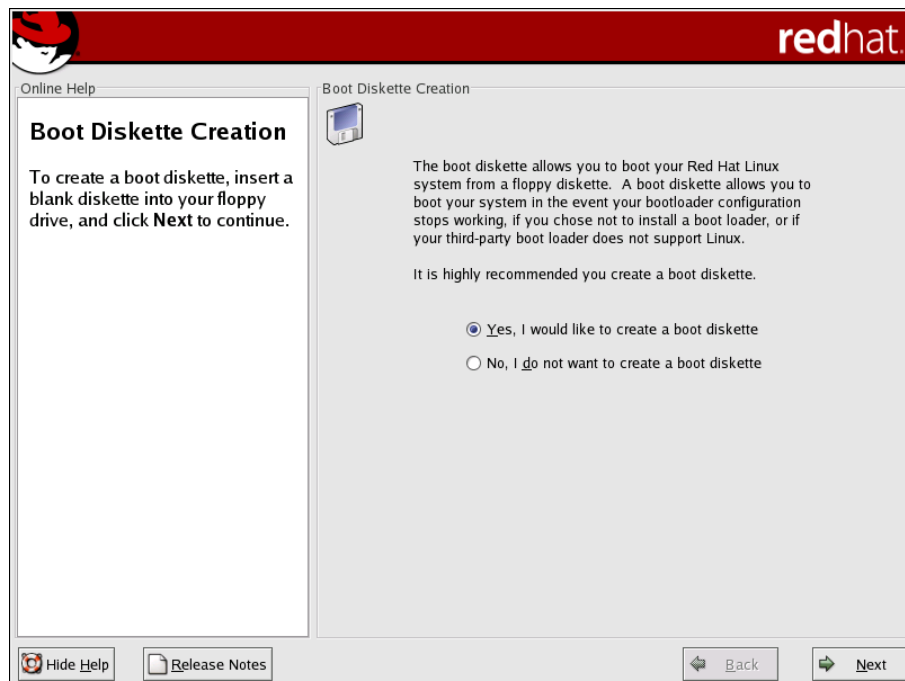 redhat.
Online Help
Boot Diskette Creation
To create a boot diskette, insert a
blank diskette into your floppy
drive, and click Next to continue.
Boot Diskette Creation
The boot diskette allows you to boot your Red Hat Linux
system from a floppy diskette. A boot diskette allows you to
boot your system in the event your bootloader configuration
stops working, if you chose not to install a boot loader, or if
your third-party boot loader does not support Linux.
It is highly recommended you create a boot diskette.
Yes, I would like to create a boot diskette
No, I do not want to create a boot diskette
Hide Help
Release Notes
Back
Next